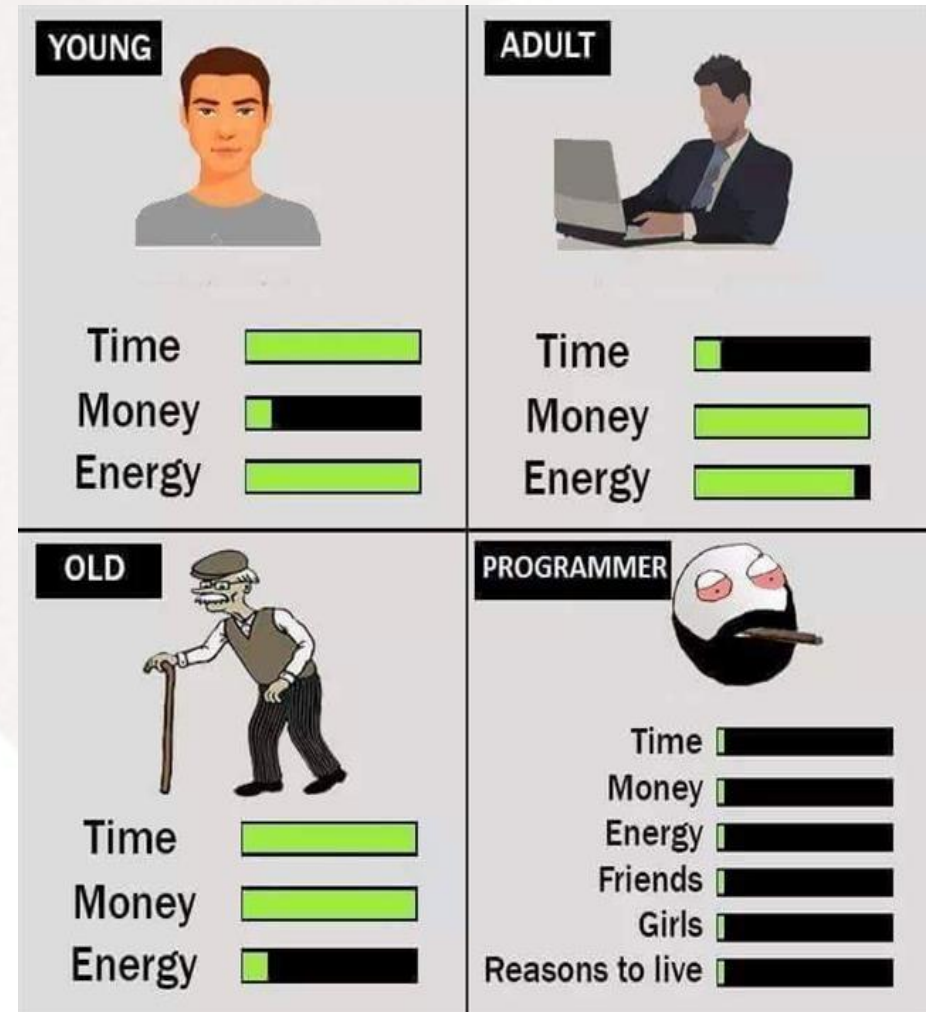 YOUNG
Time
Money
Energy
ADULT
Time
Money
Energy
OLD
Time
Money
Energy
PROGRAMMER
Time
Money
Energy
Friends
Girls
Reasons to live